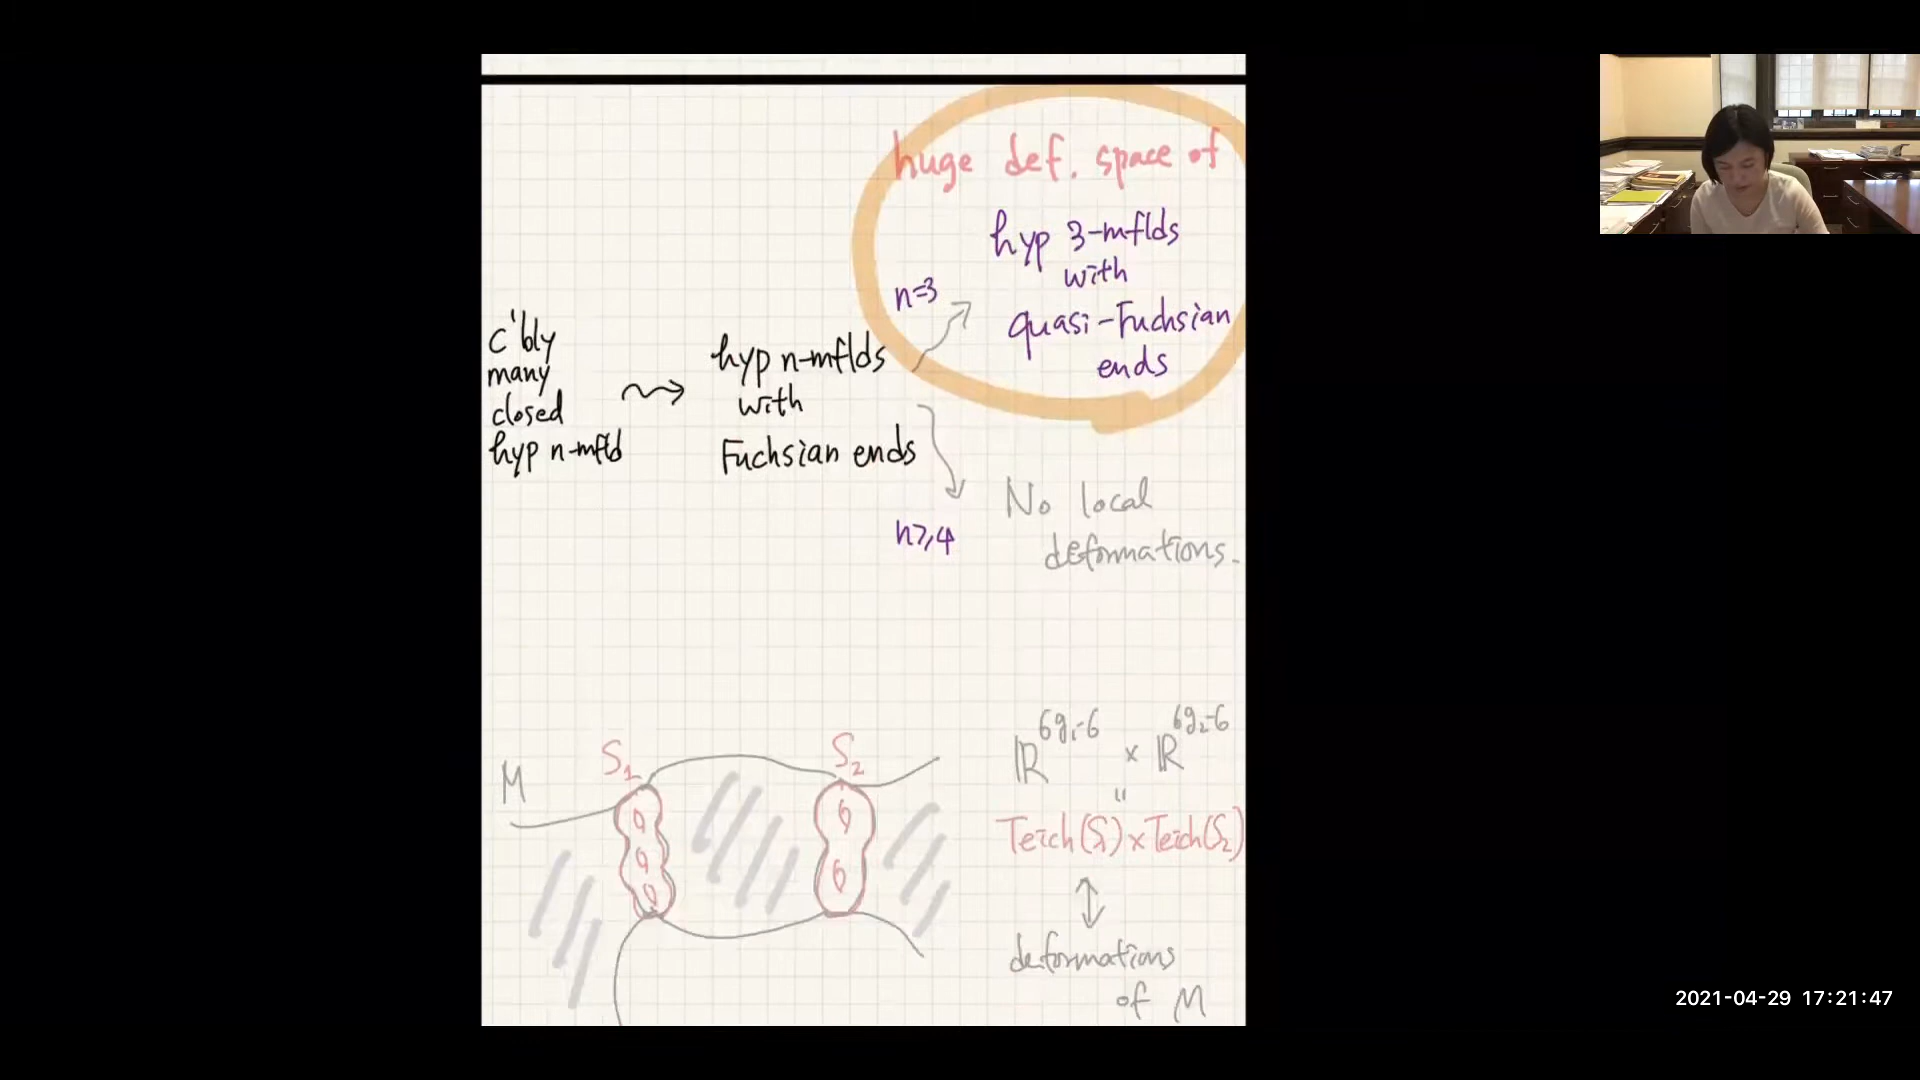 huge def. space of
hyp 3-mflds
with
quasi-Fuchsian
ends
n=3
c'bly
many
closed
hyp n-mfld
hyp n-mflds
with
Fuchsian ends
n≥4
No local
deformations.
M
S₁
S₂
ℝ^{6g₁-6} × ℝ^{6g₂-6}
"
Teich(S₁) × Teich(S₂)
deformations
of M
2021-04-29 17:21:47